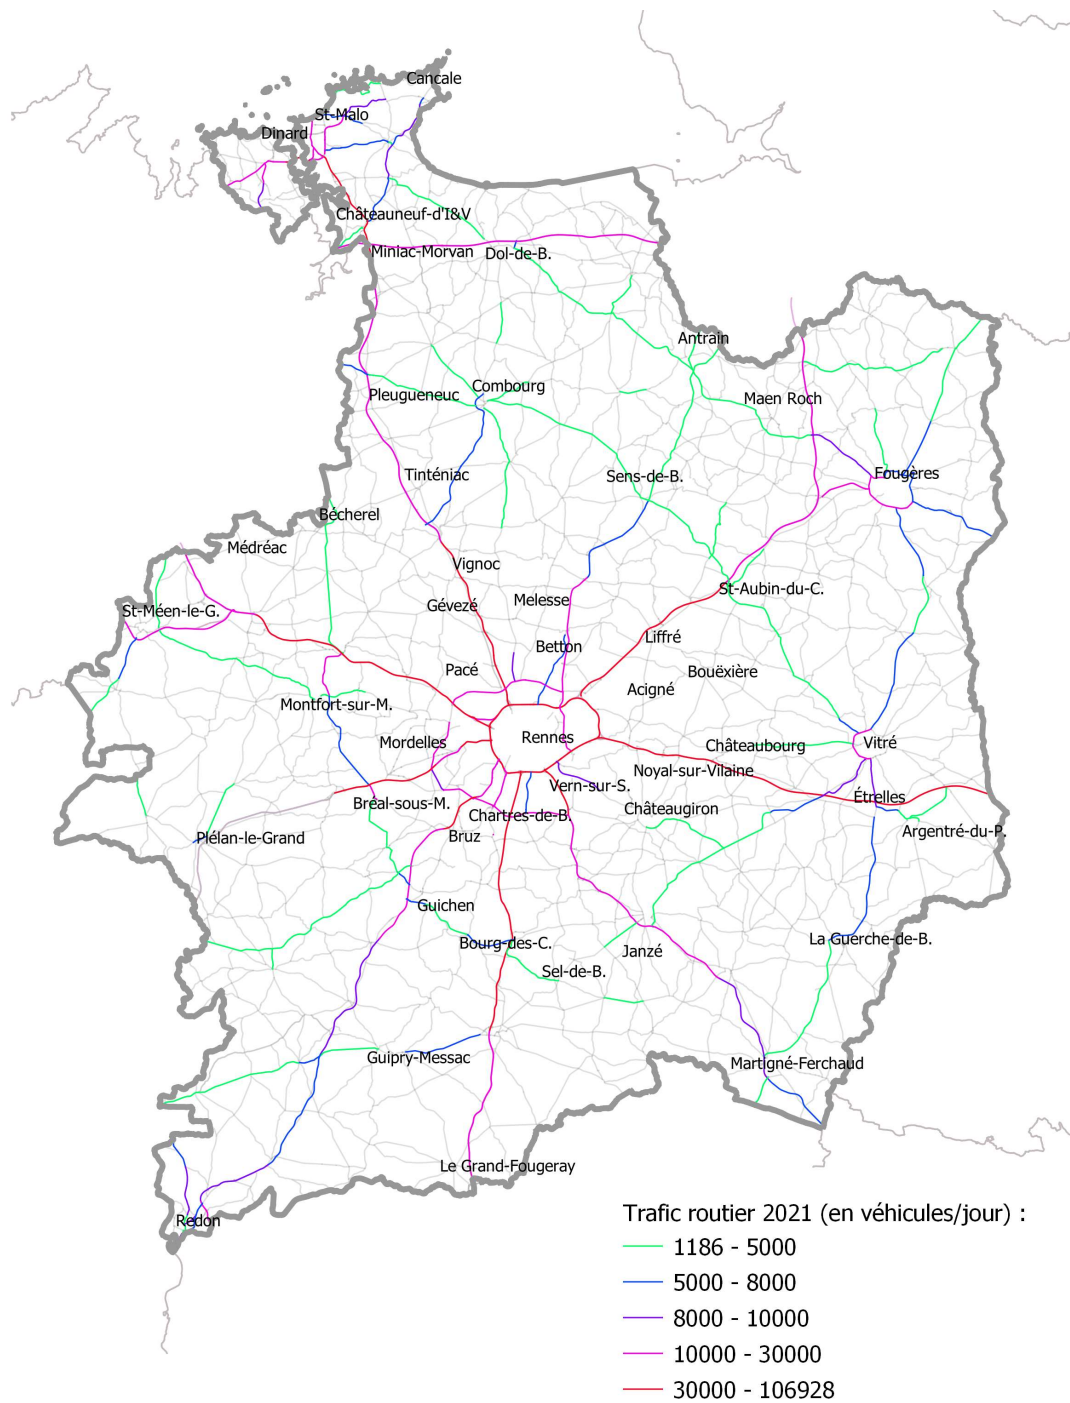 Cancale
St-Malo
Dinard
Châteauneuf-d'I&V
Miniac-Morvan
Dol-de-B.
Antrain
Combourg
Pleugueneuc
Maen Roch
Tinténiac
Sens-de-B.
Fougères
Bécherel
Médréac
Vignoc
St-Aubin-du-C.
Melesse
Gévezé
St-Méen-le-G.
Liffré
Betton
Pacé
Bouëxière
Acigné
Montfort-sur-M.
Rennes
Mordelles
Châteaubourg
Vitré
Noyal-sur-Vilaine
Vern-sur-S.
Étrelles
Bréal-sous-M.
Châteaugiron
Chartres-de-B.
Argentré-du-P.
Plélan-le-Grand
Bruz
Guichen
La Guerche-de-B.
Bourg-des-C.
Janzé
Sel-de-B.
Guipry-Messac
Martigné-Ferchaud
Le Grand-Fougeray
Redon
Trafic routier 2021 (en véhicules/jour) :
1186 - 5000
5000 - 8000
8000 - 10000
10000 - 30000
30000 - 106928